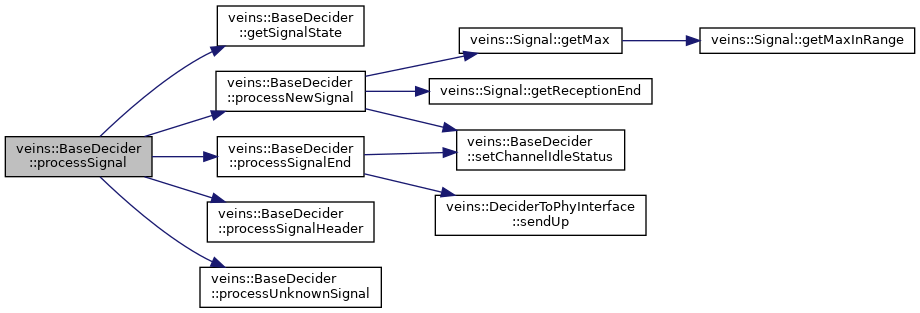 veins::BaseDecider
::processSignal
veins::BaseDecider
::getSignalState
veins::BaseDecider
::processNewSignal
veins::BaseDecider
::processSignalEnd
veins::BaseDecider
::processSignalHeader
veins::BaseDecider
::processUnknownSignal
veins::Signal::getMax
veins::Signal::getReceptionEnd
veins::BaseDecider
::setChannelIdleStatus
veins::DeciderToPhyInterface
::sendUp
veins::Signal::getMaxInRange